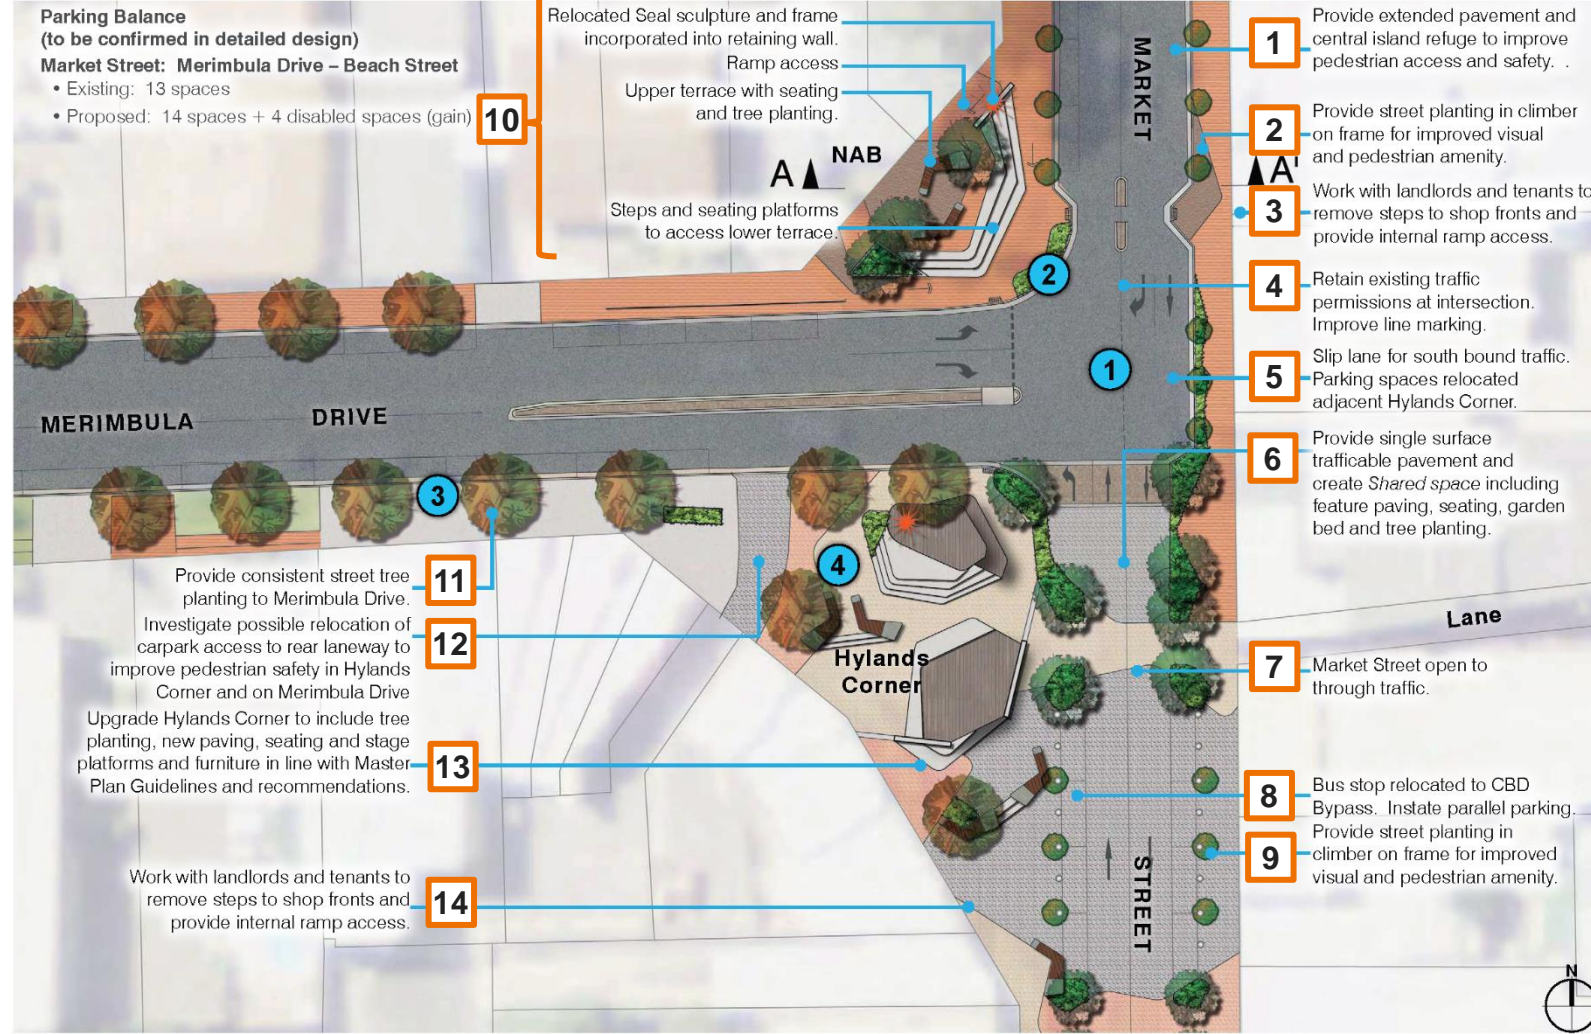 Parking Balance
(to be confirmed in detailed design)
Market Street: Merimbula Drive – Beach Street
• Existing: 13 spaces
• Proposed: 14 spaces + 4 disabled spaces (gain)
10
Relocated Seal sculpture and frame
incorporated into retaining wall.
Ramp access
Upper terrace with seating
and tree planting.
A
NAB
Steps and seating platforms
to access lower terrace.
MARKET
1
Provide extended pavement and
central island refuge to improve
pedestrian access and safety. .
2
Provide street planting in climber
on frame for improved visual
and pedestrian amenity.
A'
3
Work with landlords and tenants to
remove steps to shop fronts and
provide internal ramp access.
4
Retain existing traffic
permissions at intersection.
Improve line marking.
5
Slip lane for south bound traffic.
Parking spaces relocated
adjacent Hylands Corner.
6
Provide single surface
trafficable pavement and
create Shared space including
feature paving, seating, garden
bed and tree planting.
2
1
MERIMBULA DRIVE
3
4
11
Provide consistent street tree
planting to Merimbula Drive.
12
Investigate possible relocation of
carpark access to rear laneway to
improve pedestrian safety in Hylands
Corner and on Merimbula Drive
13
Upgrade Hylands Corner to include tree
planting, new paving, seating and stage
platforms and furniture in line with Master
Plan Guidelines and recommendations.
14
Work with landlords and tenants to
remove steps to shop fronts and
provide internal ramp access.
Hylands
Corner
Lane
7
Market Street open to
through traffic.
8
Bus stop relocated to CBD
Bypass. Instate parallel parking.
9
Provide street planting in
climber on frame for improved
visual and pedestrian amenity.
STREET
N